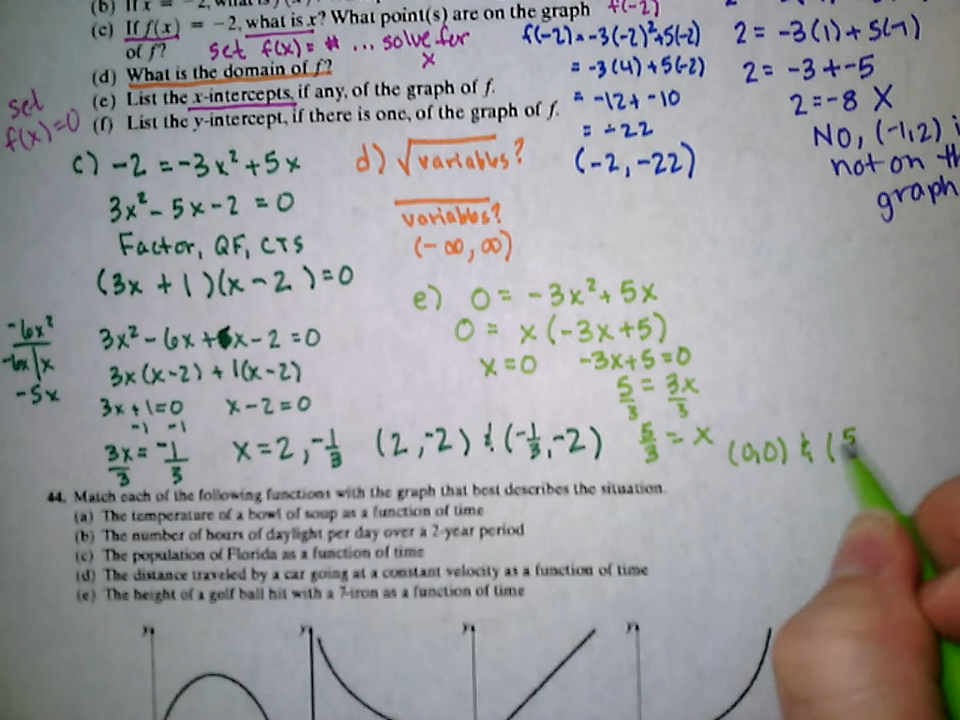 (b) If x = −2, what is f(x)?
f(-2)
(c) If f(x) = −2, what is x? What point(s) are on the graph
of f?
set f(x) = # ... solve for
x
(d) What is the domain of f?
(e) List the x-intercepts, if any, of the graph of f.
(f) List the y-intercept, if there is one, of the graph of f.
set
f(x)=0
f(-2) = -3(-2)²+5(-2)
= -3(4)+5(-2)
= -12+-10
= -22
(-2, -22)
2 = -3(1)+5(-1)
2 = -3+-5
2 = -8 X
No, (-1,2) i
not on th
graph
c) -2 = -3x²+5x
3x²-5x-2 = 0
Factor, QF, CTS
(3x + 1)(x - 2) = 0
-6x²
-6x | x
-5x
3x²-6x+x-2=0
3x(x-2) + 1(x-2)
3x+1=0 x-2=0
-1 -1
3x/3 = -1/3 x=2, -1/3 (2,-2) & (-1/3,-2)
d) √variables?
variables?
(-∞,∞)
e) 0 = -3x²+5x
0 = x(-3x+5)
x=0 -3x+5=0
5/3 = 3x/3
5/3 = x (0,0) & (5
44. Match each of the following functions with the graph that best describes the situation.
(a) The temperature of a bowl of soup as a function of time
(b) The number of hours of daylight per day over a 2-year period
(c) The population of Florida as a function of time
(d) The distance traveled by a car going at a constant velocity as a function of time
(e) The height of a golf ball hit with a 7-iron as a function of time
y y y y